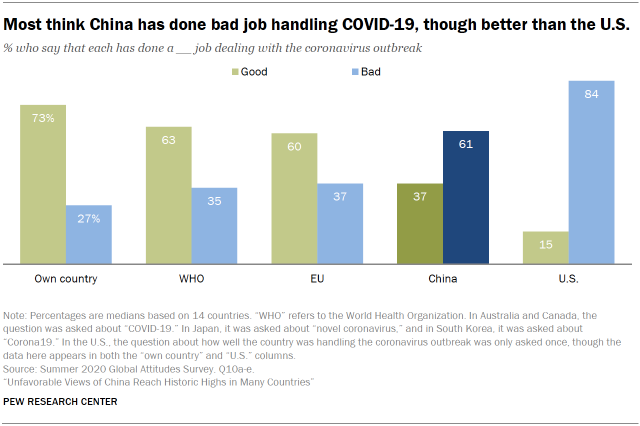 Most think China has done bad job handling COVID-19, though better than the U.S.
% who say that each has done a __ job dealing with the coronavirus outbreak
Good Bad
73% 27% 63 35 60 37 37 61 15 84
Own country WHO EU China U.S.
Note: Percentages are medians based on 14 countries. “WHO” refers to the World Health Organization. In Australia and Canada, the
question was asked about “COVID-19.” In Japan, it was asked about “novel coronavirus,” and in South Korea, it was asked about
“Corona19.” In the U.S., the question about how well the country was handling the coronavirus outbreak was only asked once, though the
data here appears in both the “own country” and “U.S.” columns.
Source: Summer 2020 Global Attitudes Survey. Q10a-e.
“Unfavorable Views of China Reach Historic Highs in Many Countries”
PEW RESEARCH CENTER